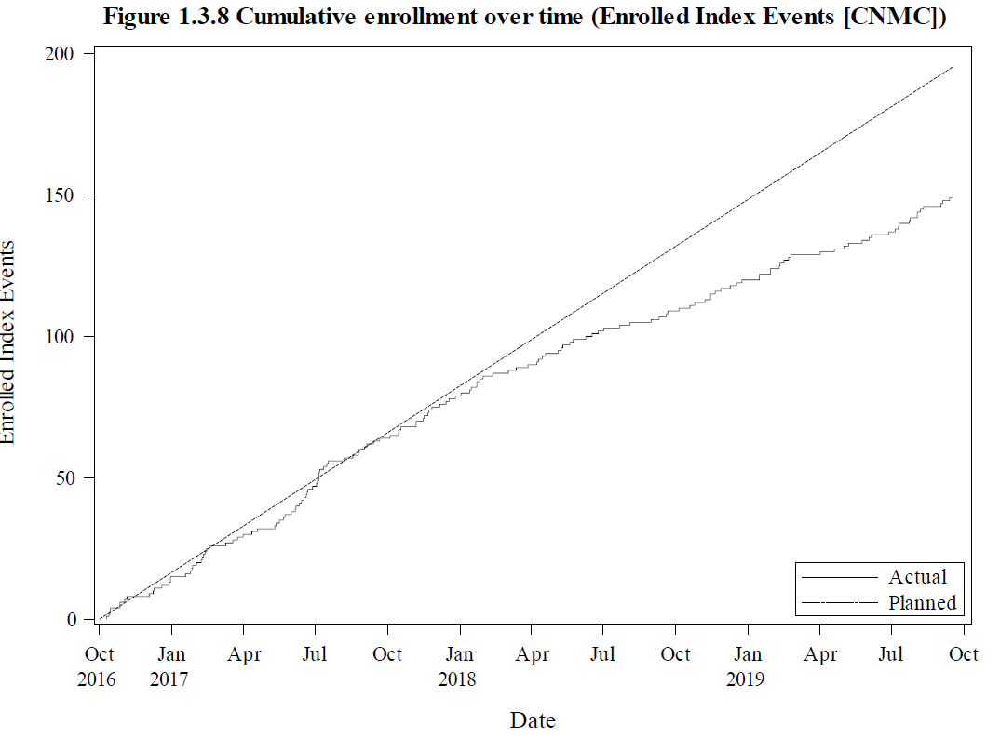 Figure 1.3.8 Cumulative enrollment over time (Enrolled Index Events [CNMC])
200
150
100
50
0
Enrolled Index Events
Actual
Planned
Oct Jan Apr Jul Oct Jan Apr Jul Oct Jan Apr Jul Oct
2016 2017 2018 2019
Date